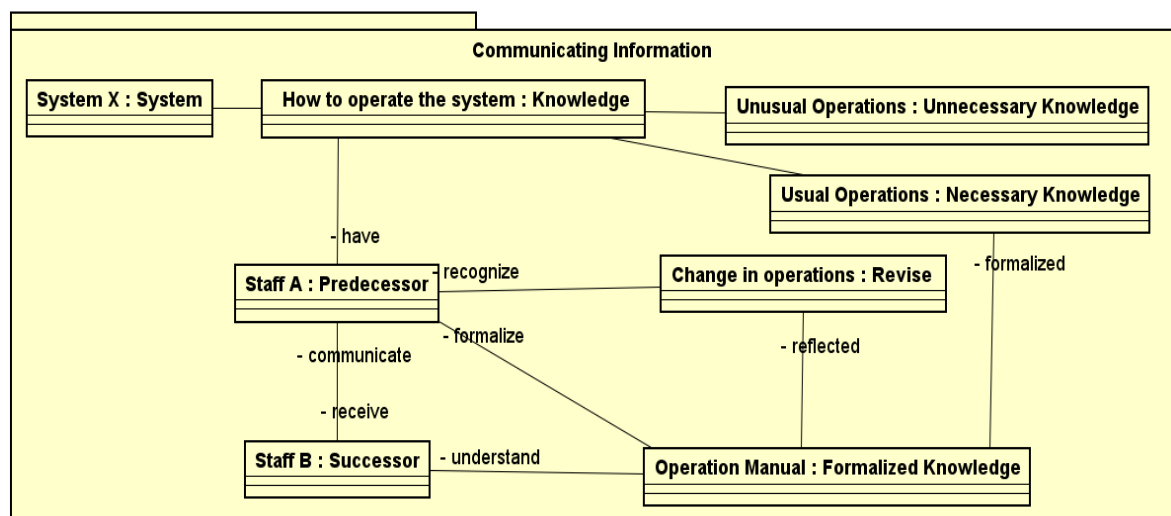 Communicating Information
System X : System
How to operate the system : Knowledge
Unusual Operations : Unnecessary Knowledge
Usual Operations : Necessary Knowledge
- have
- recognize
- formalized
Staff A : Predecessor
Change in operations : Revise
- formalize
- communicate
- reflected
- receive
Staff B : Successor
- understand
Operation Manual : Formalized Knowledge